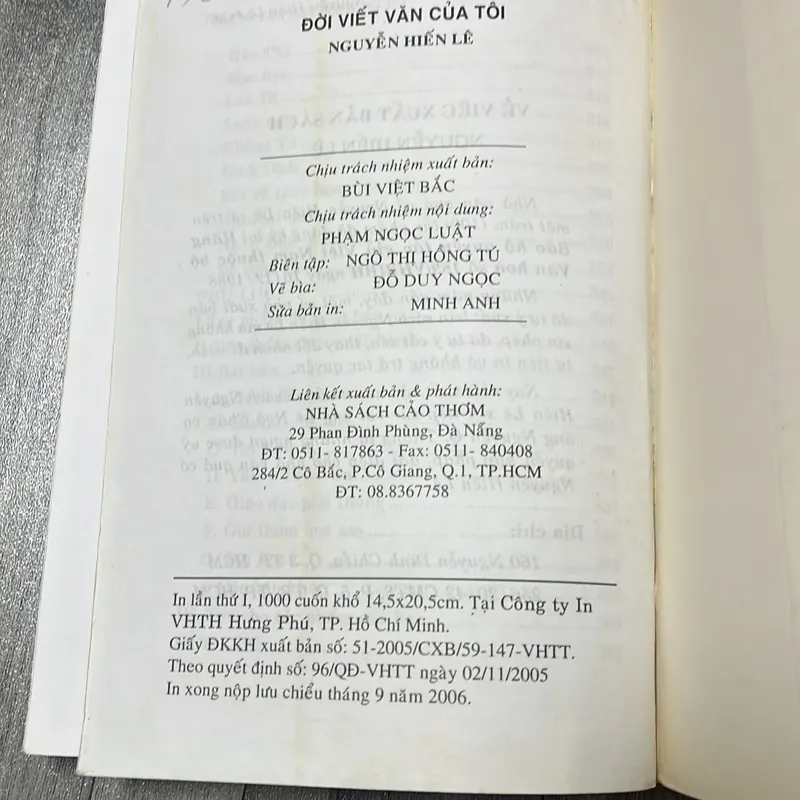 ĐỜI VIẾT VĂN CỦA TÔI
NGUYỄN HIẾN LÊ
Chịu trách nhiệm xuất bản:
BÙI VIỆT BẮC
Chịu trách nhiệm nội dung:
PHẠM NGỌC LUẬT
Biên tập: NGÔ THỊ HỒNG TÚ
Vẽ bìa: ĐỖ DUY NGỌC
Sửa bản in: MINH ANH
Liên kết xuất bản & phát hành:
NHÀ SÁCH CẢO THƠM
29 Phan Đình Phùng, Đà Nẵng
ĐT: 0511- 817863 - Fax: 0511- 840408
284/2 Cô Bắc, P.Cô Giang, Q.1, TP.HCM
ĐT: 08.8367758
In lần thứ I, 1000 cuốn khổ 14,5x20,5cm. Tại Công ty In
VHTH Hưng Phú, TP. Hồ Chí Minh.
Giấy ĐKKH xuất bản số: 51-2005/CXB/59-147-VHTT.
Theo quyết định số: 96/QĐ-VHTT ngày 02/11/2005
In xong nộp lưu chiểu tháng 9 năm 2006.